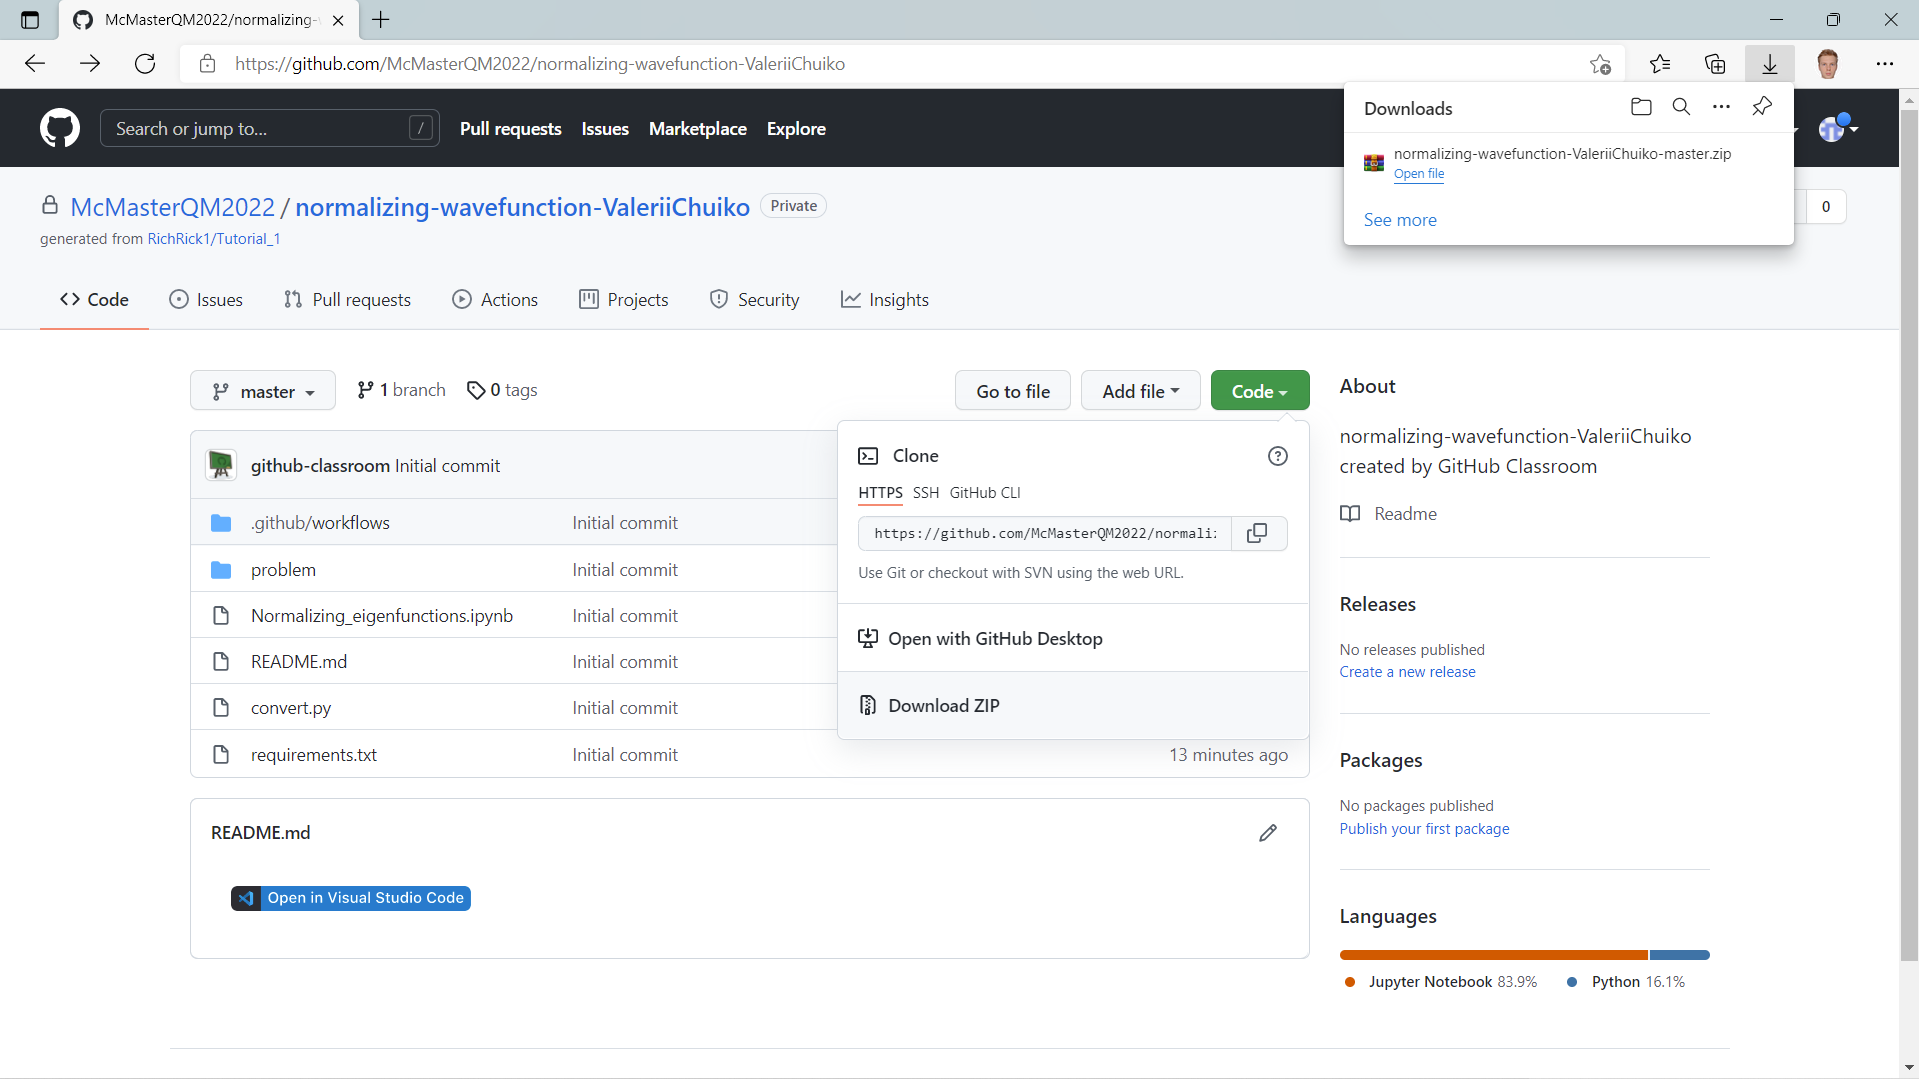 McMasterQM2022/normalizing-
https://github.com/McMasterQM2022/normalizing-wavefunction-ValeriiChuiko
Downloads
normalizing-wavefunction-ValeriiChuiko-master.zip
Open file
See more
Search or jump to...
/
Pull requests
Issues
Marketplace
Explore
McMasterQM2022 / normalizing-wavefunction-ValeriiChuiko
Private
0
generated from RichRick1/Tutorial_1
Code
Issues
Pull requests
Actions
Projects
Security
Insights
master
1 branch
0 tags
Go to file
Add file
Code
github-classroom Initial commit
.github/workflows Initial commit
problem Initial commit
Normalizing_eigenfunctions.ipynb Initial commit
README.md Initial commit
convert.py Initial commit
requirements.txt Initial commit 13 minutes ago
Clone
?
HTTPS SSH GitHub CLI
https://github.com/McMasterQM2022/normali
Use Git or checkout with SVN using the web URL.
Open with GitHub Desktop
Download ZIP
README.md
Open in Visual Studio Code
About
normalizing-wavefunction-ValeriiChuiko
created by GitHub Classroom
Readme
Releases
No releases published
Create a new release
Packages
No packages published
Publish your first package
Languages
Jupyter Notebook 83.9%
Python 16.1%